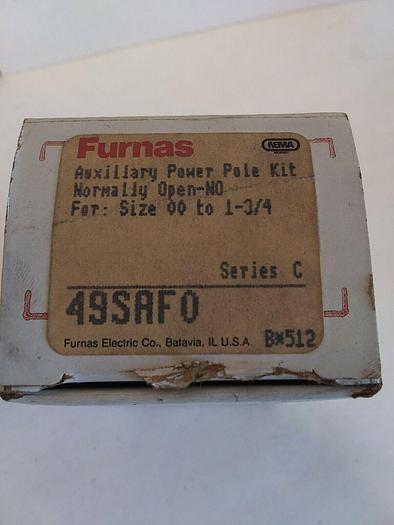 Furnas
NEMA
Auxiliary Power Pole Kit
Normally Open-NO
For: Size 00 to 1-3/4
Series C
49SAF0
Furnas Electric Co., Batavia, IL U.S.A. B*512